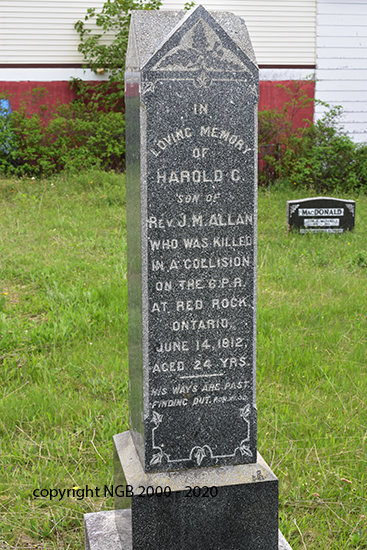 IN
LOVING MEMORY
OF
HAROLD C.
SON OF
REV. J. M. ALLAN
WHO WAS KILLED
IN A COLLISION
ON THE C.P.R.
AT RED ROCK,
ONTARIO,
JUNE 14, 1912,
AGED 24 YRS.
HIS WAYS ARE PAST
FINDING OUT,
MACDONALD
copyright NGB 2000 - 2020